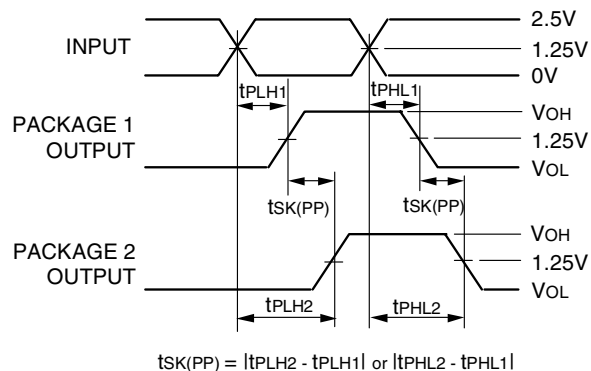 INPUT
2.5V
1.25V
0V
tPLH1
tPHL1
PACKAGE 1
OUTPUT
VOH
1.25V
VOL
tSK(PP)
tSK(PP)
PACKAGE 2
OUTPUT
VOH
1.25V
VOL
tPLH2
tPHL2
tSK(PP) = |tPLH2 - tPLH1| or |tPHL2 - tPHL1|